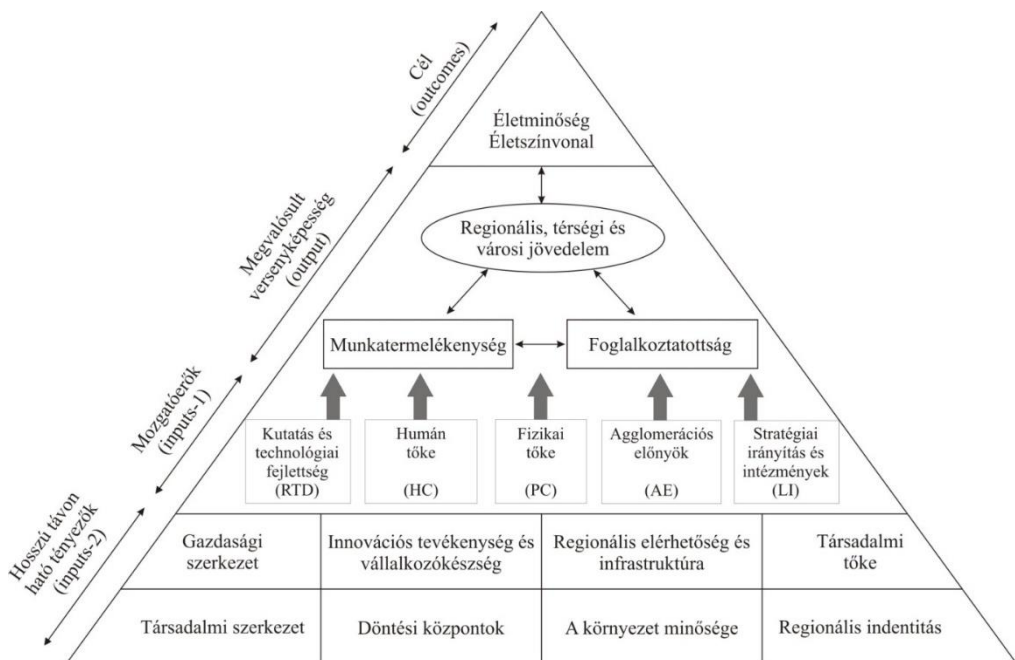 Cél
(outcomes)
Életminőség
Életszínvonal
Megvalósult
versenyképesség
(output)
Regionális, térségi és
városi jövedelem
Munkatermelékenység
Foglalkoztatottság
Mozgatóerők
(inputs-1)
Kutatás és
technológiai
fejlettség
(RTD)
Humán
tőke
(HC)
Fizikai
tőke
(PC)
Agglomerációs
előnyök
(AE)
Stratégiai
irányítás és
intézmények
(LI)
Hosszú távon
ható tényezők
(inputs-2)
Gazdasági
szerkezet
Innovációs tevékenység és
vállalkozókészség
Regionális elérhetőség és
infrastruktúra
Társadalmi
tőke
Társadalmi szerkezet
Döntési központok
A környezet minősége
Regionális indentitás